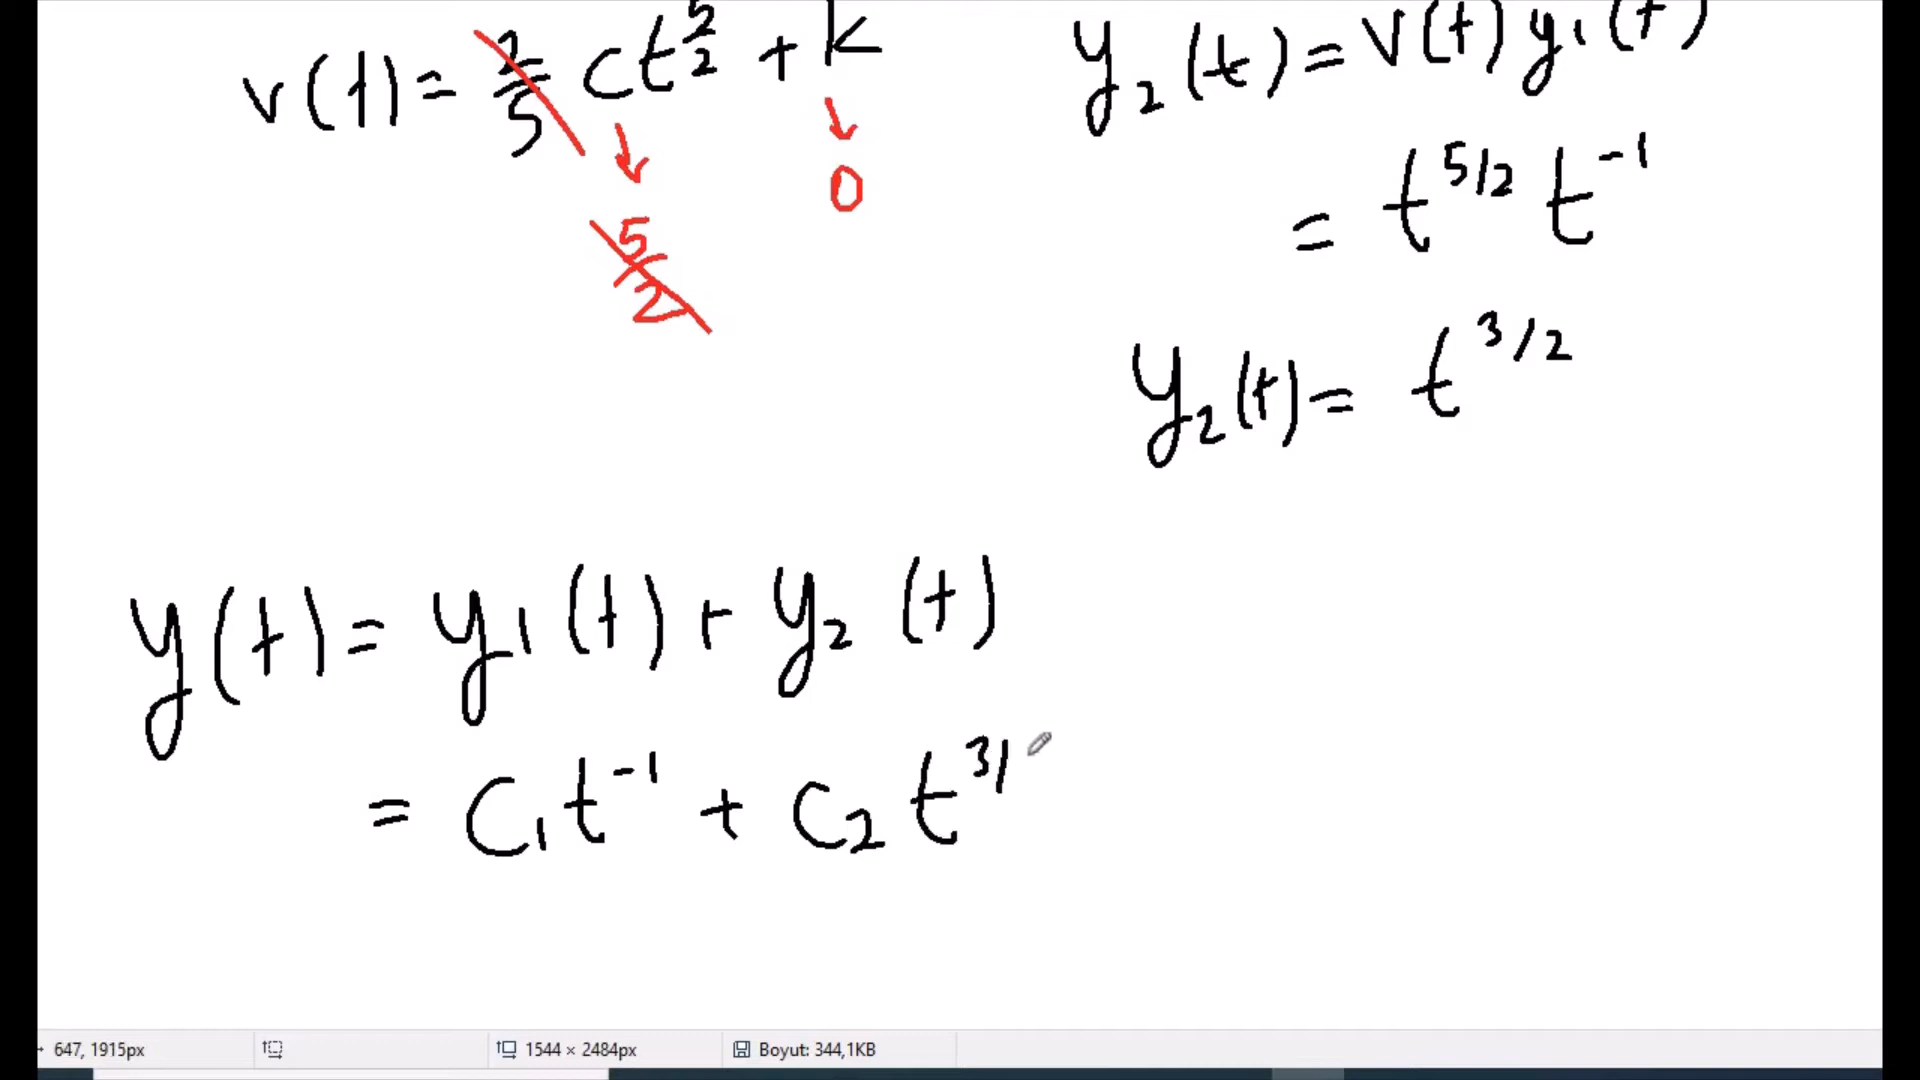 v(t) = 2/5 ct^5/2 + k
0
5/2
y₂(t) = v(t) y₁(t)
= t^5/2 t^-1
y₂(t) = t^3/2
y(t) = y₁(t) + y₂(t)
= C₁t^-1 + C₂t^3/
647, 1915px
1544 × 2484px
Boyut: 344,1KB